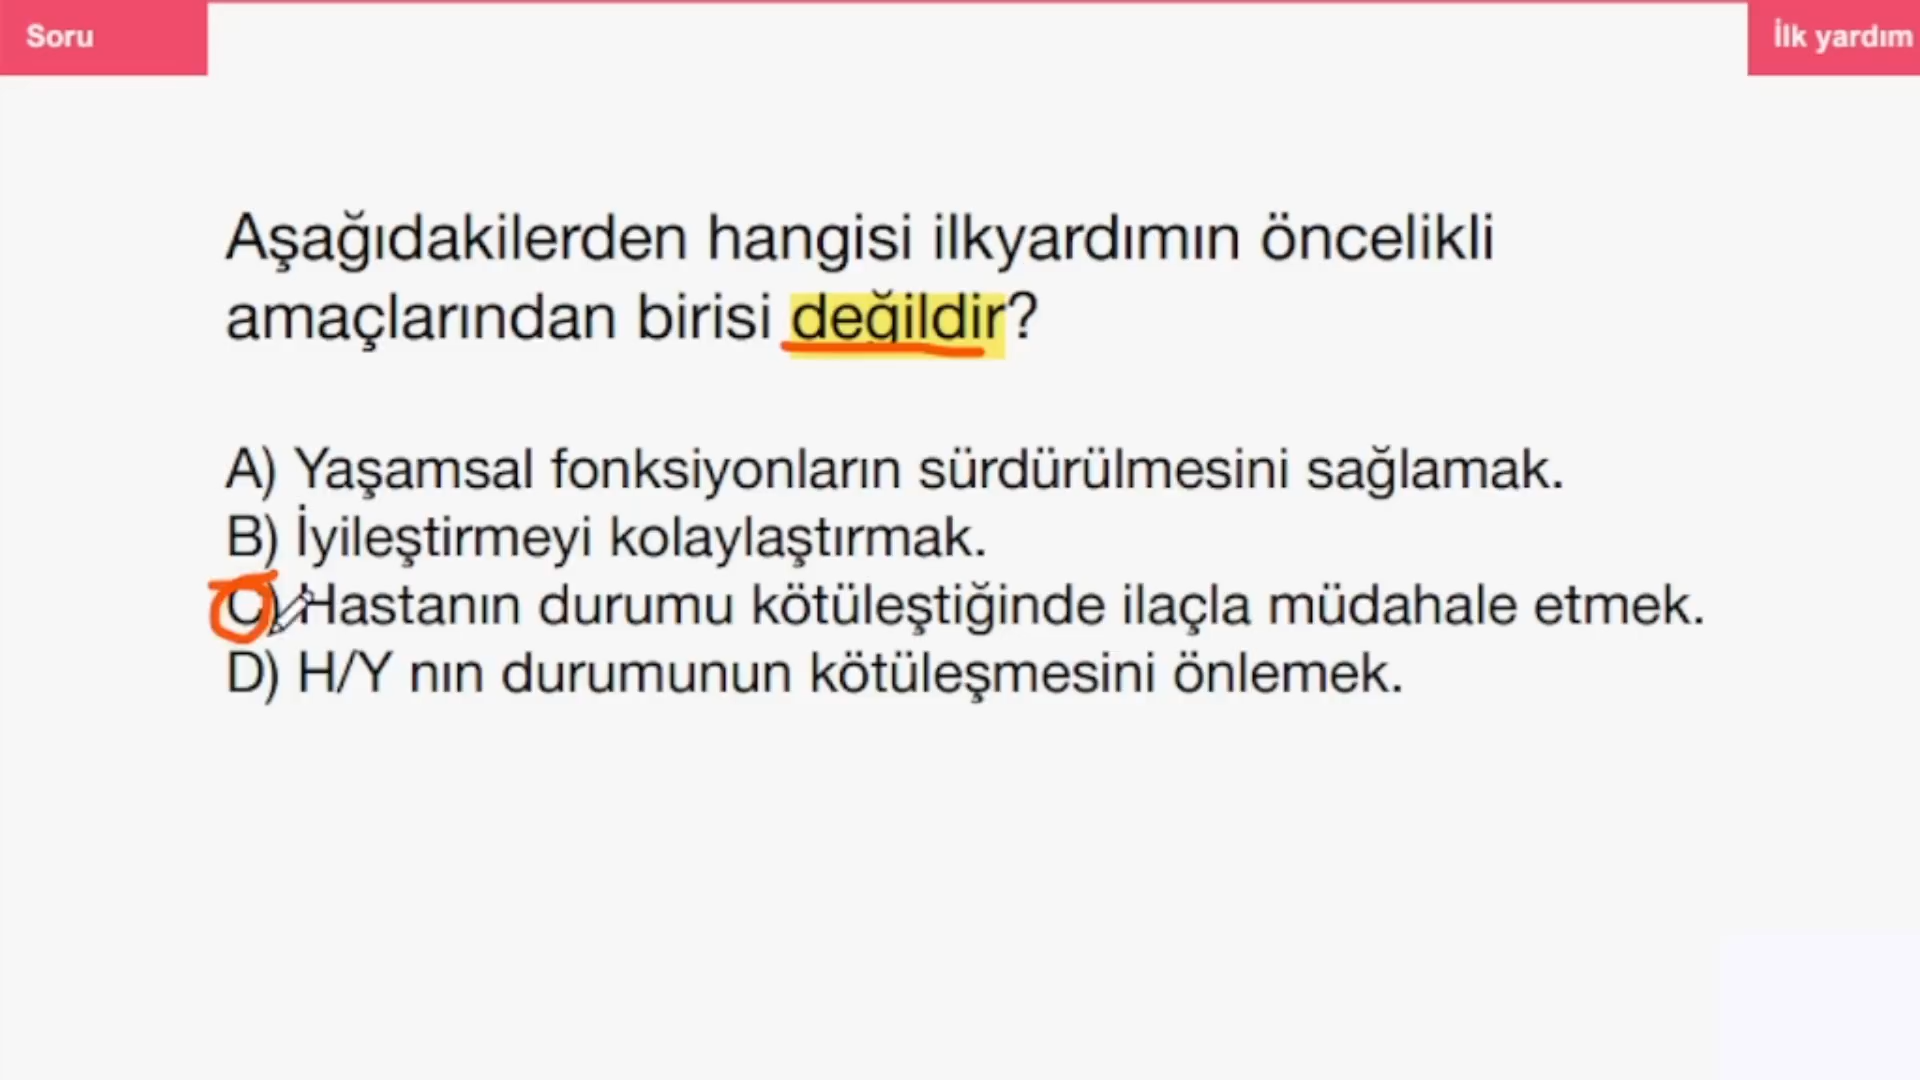 Soru
İlk yardım
Aşağıdakilerden hangisi ilkyardımın öncelikli
amaçlarından birisi değildir?
A) Yaşamsal fonksiyonların sürdürülmesini sağlamak.
B) İyileştirmeyi kolaylaştırmak.
C) Hastanın durumu kötüleştiğinde ilaçla müdahale etmek.
D) H/Y nın durumunun kötüleşmesini önlemek.